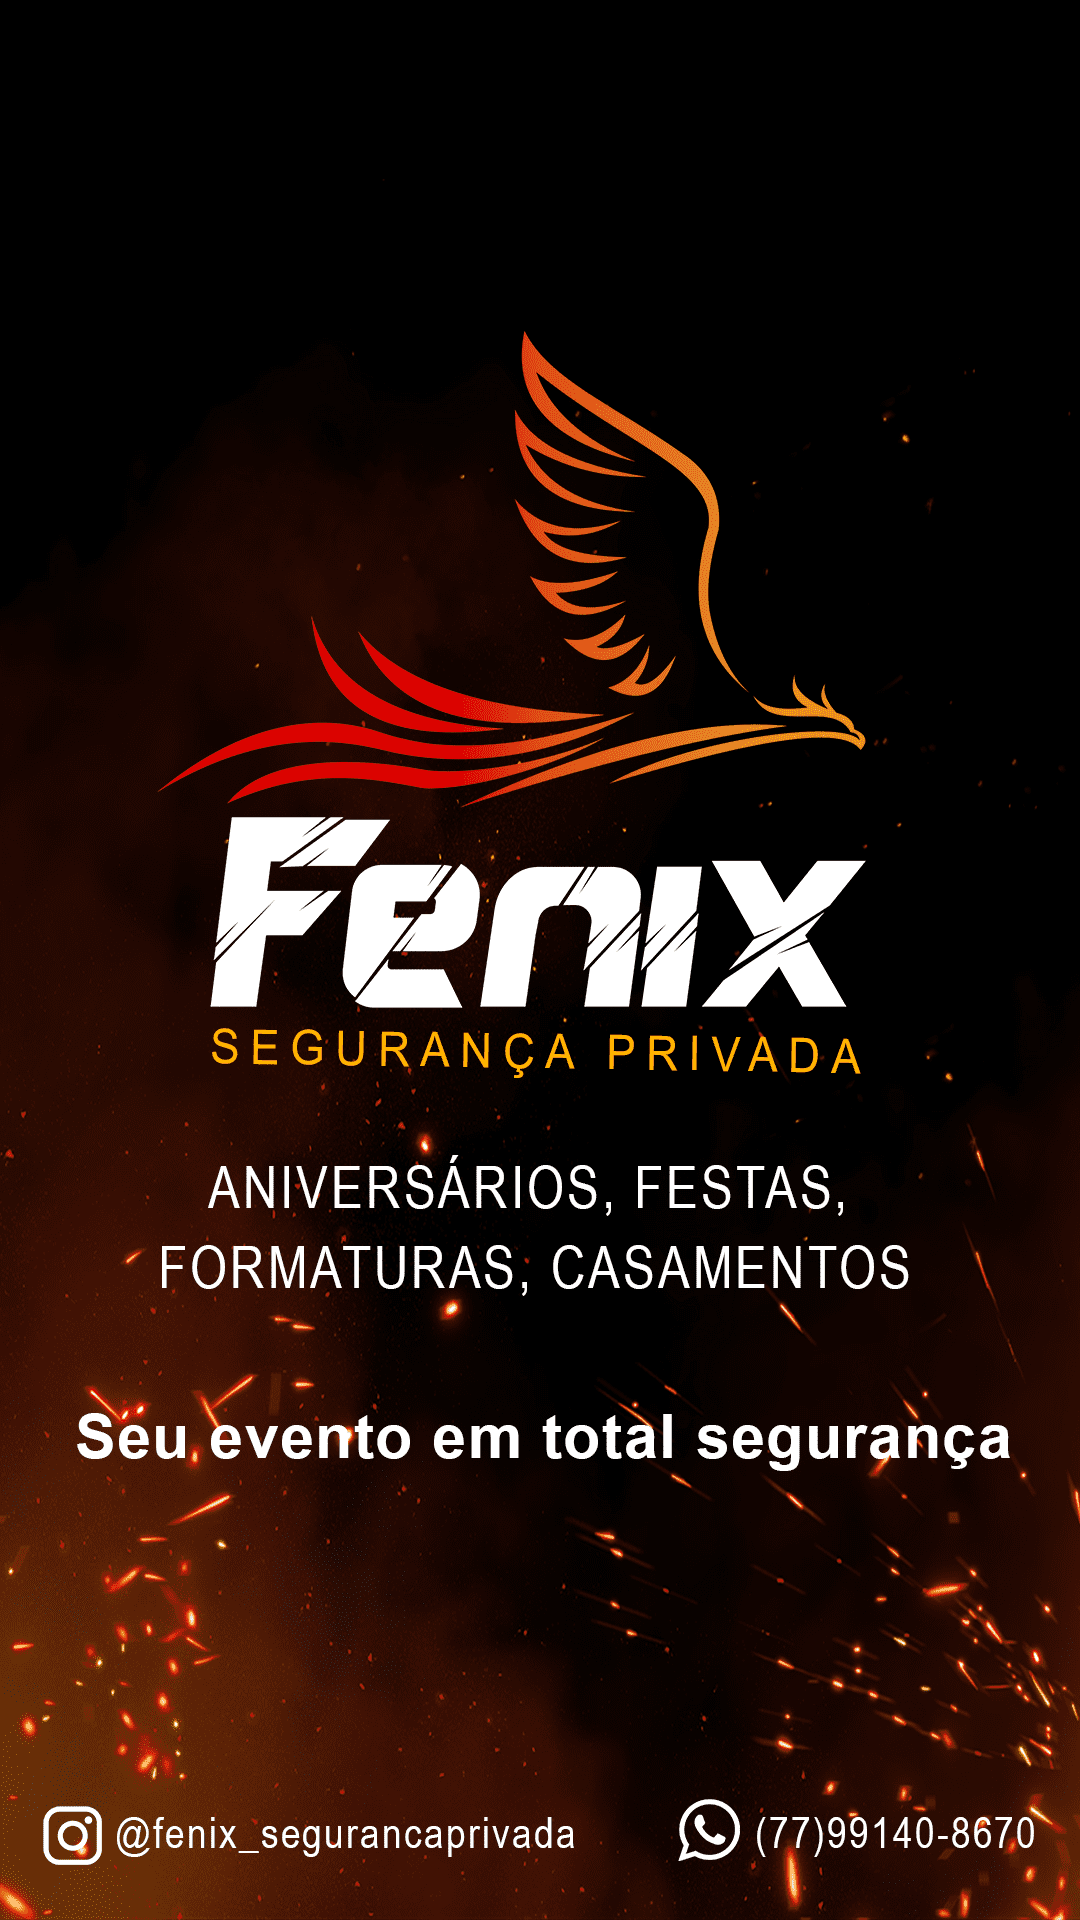 Fenix
SEGURANÇA PRIVADA
ANIVERSÁRIOS, FESTAS,
FORMATURAS, CASAMENTOS
Seu evento em total segurança
@fenix_segurancaprivada
(77)99140-8670